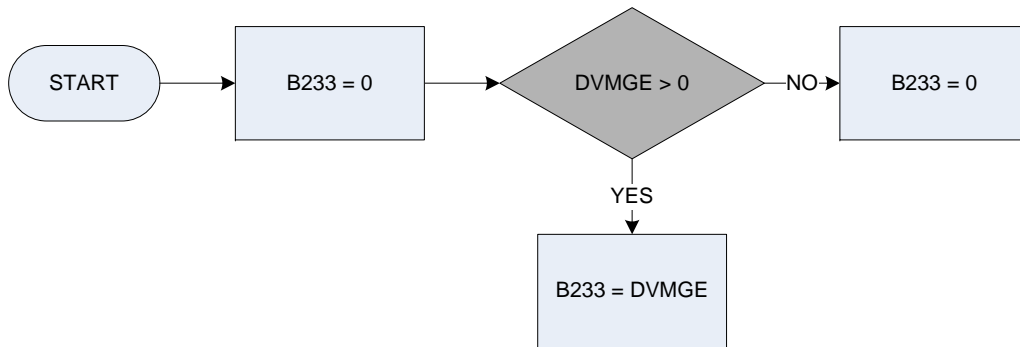 START
B233 = 0
DVMGE > 0
NO
B233 = 0
YES
B233 = DVMGE